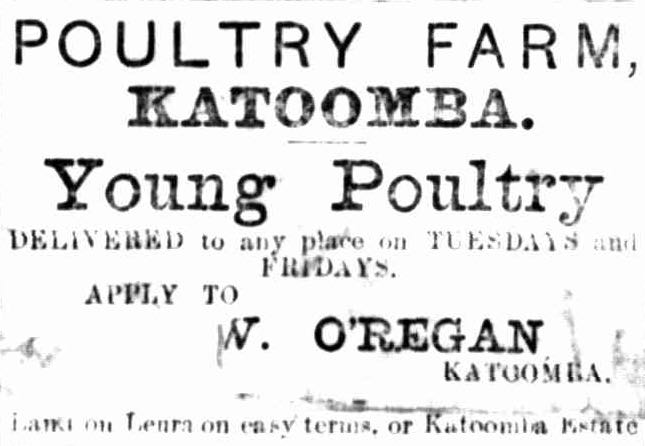 POULTRY FARM,
KATOOMBA.
Young Poultry
DELIVERED to any place on TUESDAYS and
FRIDAYS.
APPLY TO
W. O'REGAN,
KATOOMBA.
Land on Leura on easy terms, or Katoomba Estate